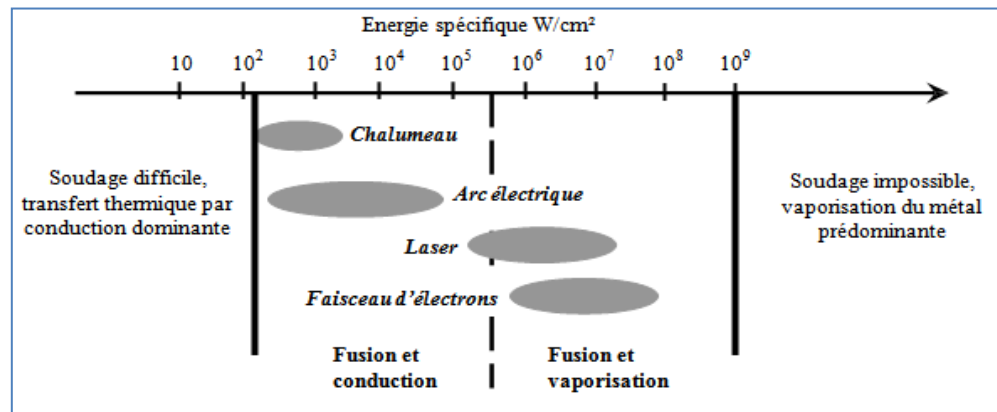 Energie spécifique W/cm²
10 10² 10³ 10⁴ 10⁵ 10⁶ 10⁷ 10⁸ 10⁹
Chalumeau
Soudage difficile,
transfert thermique par
conduction dominante
Arc électrique
Soudage impossible,
vaporisation du métal
prédominante
Laser
Faisceau d’électrons
Fusion et
conduction
Fusion et
vaporisation